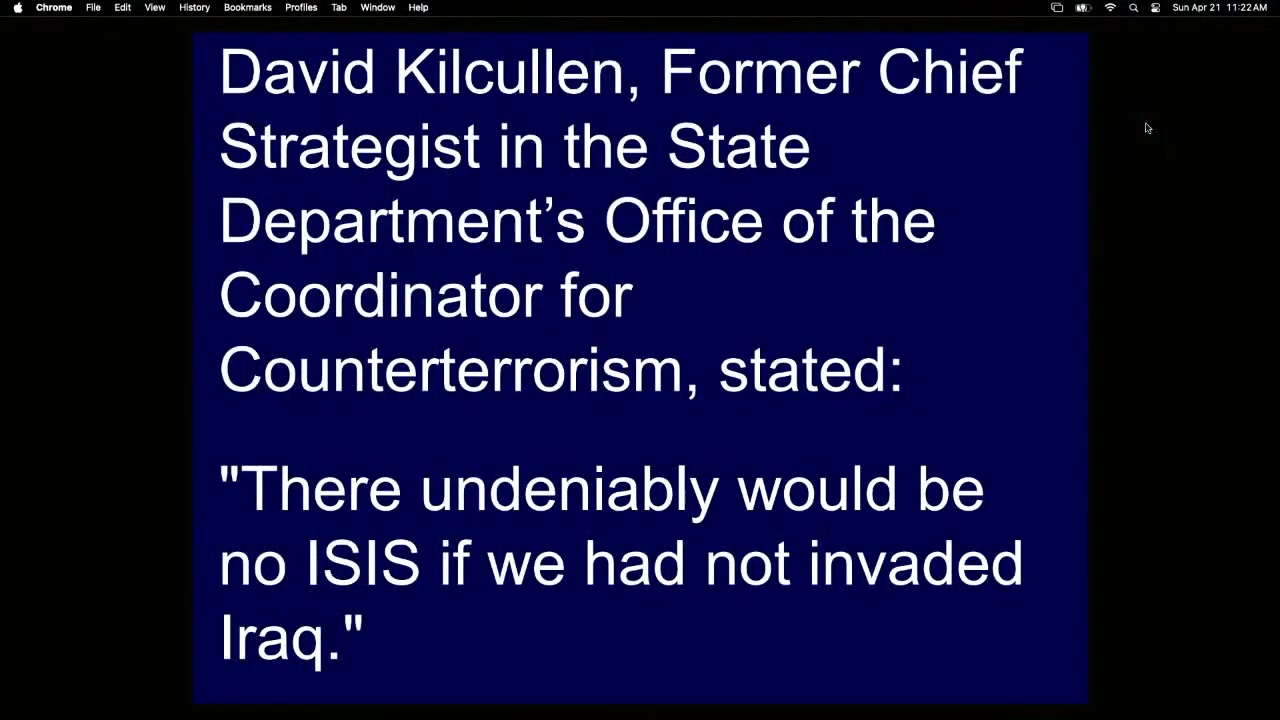 Chrome File Edit View History Bookmarks Profiles Tab Window Help Sun Apr 21 11:22AM
David Kilcullen, Former Chief
Strategist in the State
Department’s Office of the
Coordinator for
Counterterrorism, stated:
"There undeniably would be
no ISIS if we had not invaded
Iraq."